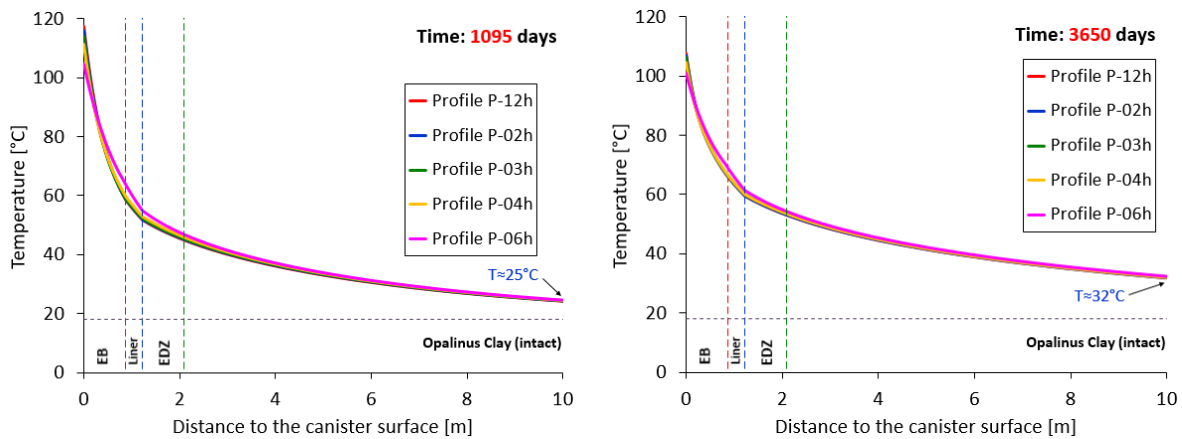 120
100
80
60
40
20
0
Temperature [°C]
Time: 1095 days
Profile P-12h
Profile P-02h
Profile P-03h
Profile P-04h
Profile P-06h
T≈25°C
EB
Liner
EDZ
Opalinus Clay (intact)
0 2 4 6 8 10
Distance to the canister surface [m]
120
100
80
60
40
20
0
Temperature [°C]
Time: 3650 days
Profile P-12h
Profile P-02h
Profile P-03h
Profile P-04h
Profile P-06h
T≈32°C
EB
Liner
EDZ
Opalinus Clay (intact)
0 2 4 6 8 10
Distance to the canister surface [m]